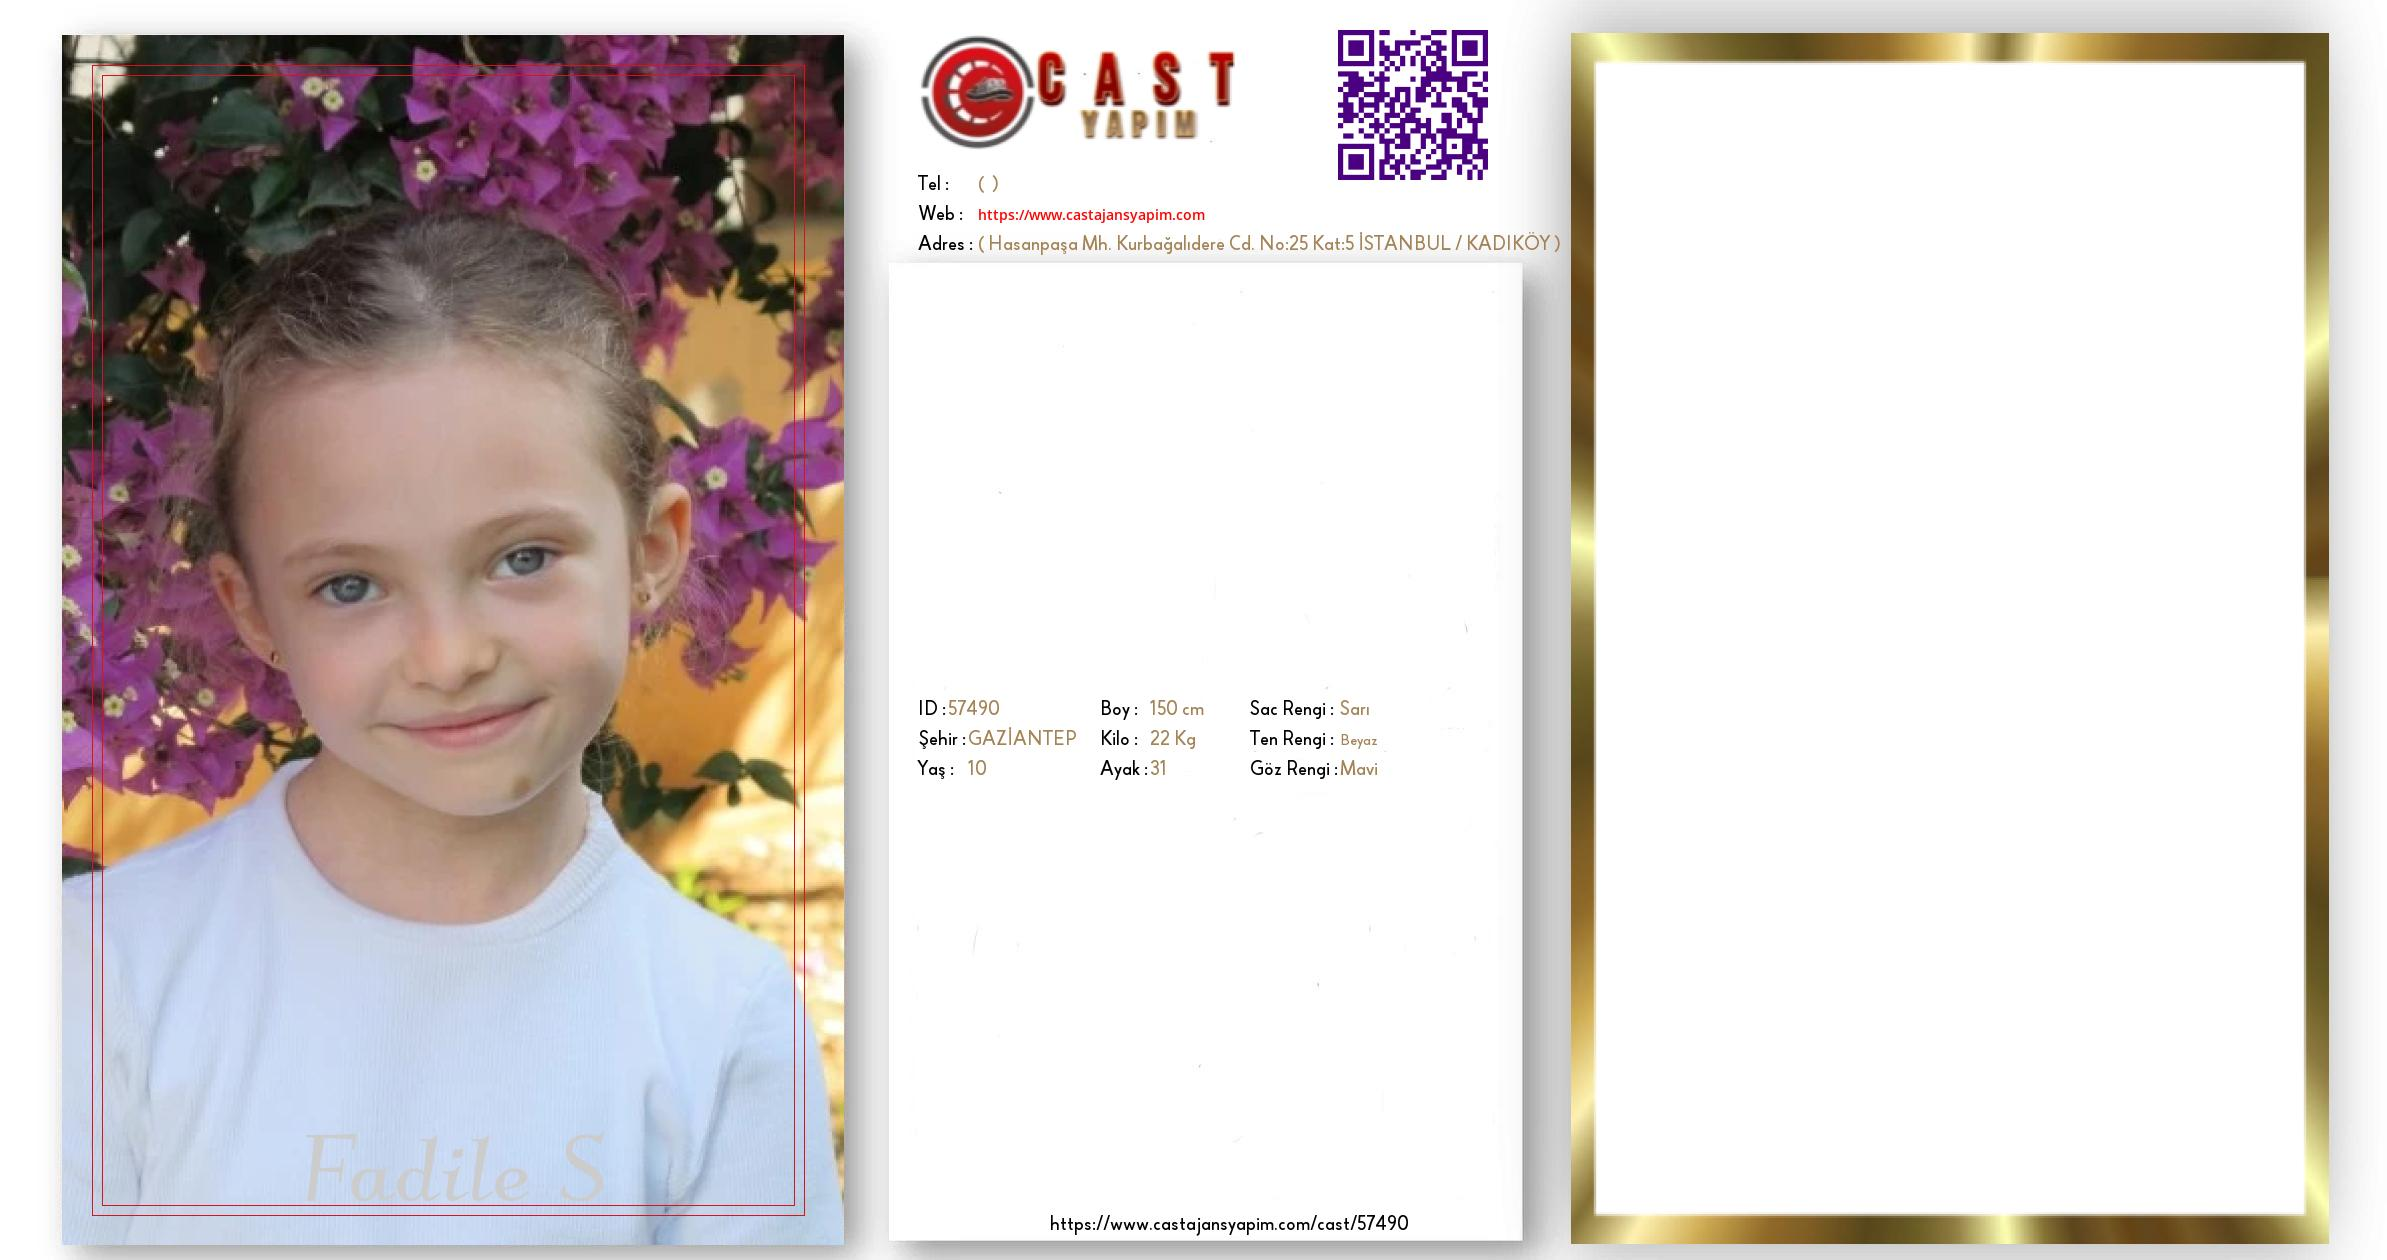 Fadile S
CAST
YAPIM
Tel : ( )
Web : https://www.castajansyapim.com
Adres : ( Hasanpaşa Mh. Kurbağalıdere Cd. No:25 Kat:5 İSTANBUL / KADIKÖY )
ID : 57490 Boy : 150 cm Sac Rengi : Sarı
Şehir : GAZİANTEP Kilo : 22 Kg Ten Rengi : Beyaz
Yaş : 10 Ayak : 31 Göz Rengi : Mavi
https://www.castajansyapim.com/cast/57490